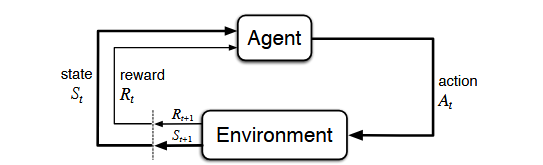 Agent
state
S_t
reward
R_t
action
A_t
R_{t+1}
S_{t+1}
Environment